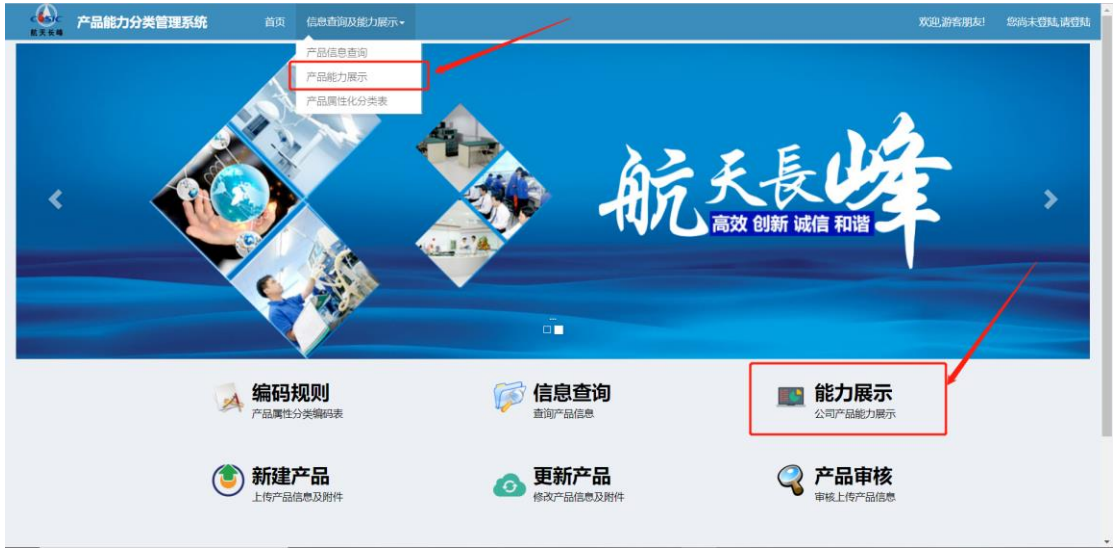 CASIC
航天长峰
产品能力分类管理系统
首页
信息查询及能力展示
欢迎,游客朋友!
您尚未登陆,请登陆
产品信息查询
产品能力展示
产品属性化分类表
航天長峰
高效 创新 诚信 和谐
编码规则
产品属性分类编码表
信息查询
查询产品信息
能力展示
公司产品能力展示
新建产品
上传产品信息及附件
更新产品
修改产品信息及附件
产品审核
审核上传产品信息